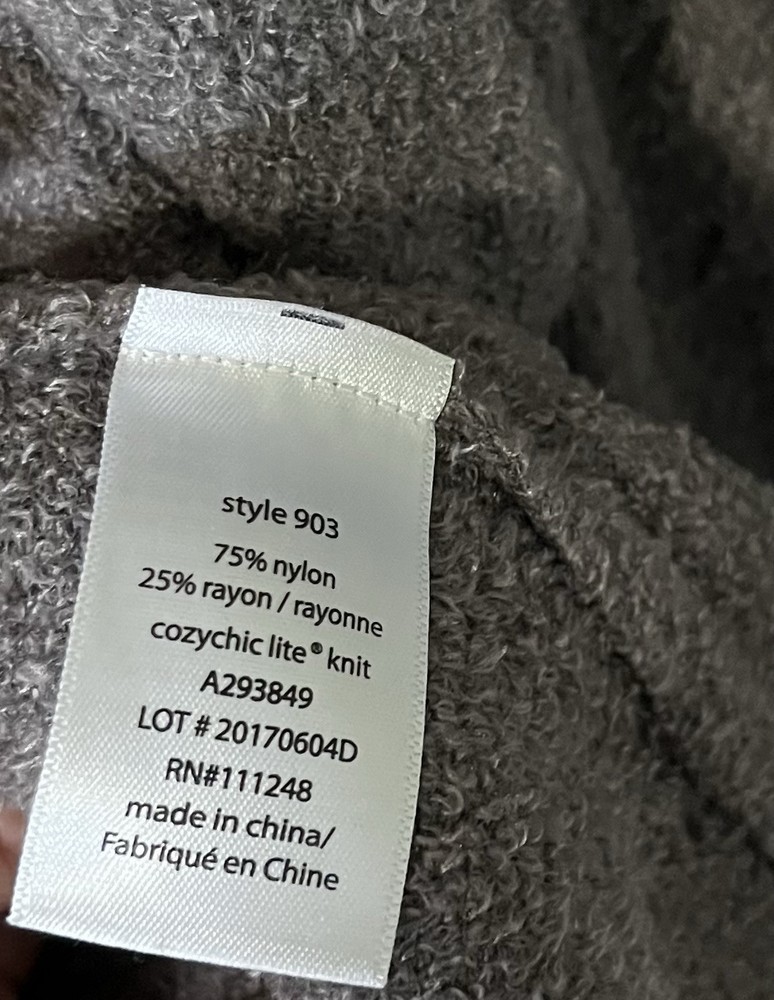 style 903
75% nylon
25% rayon / rayonne
cozychic lite® knit
A293849
LOT # 20170604D
RN#111248
made in china/
Fabriqué en Chine